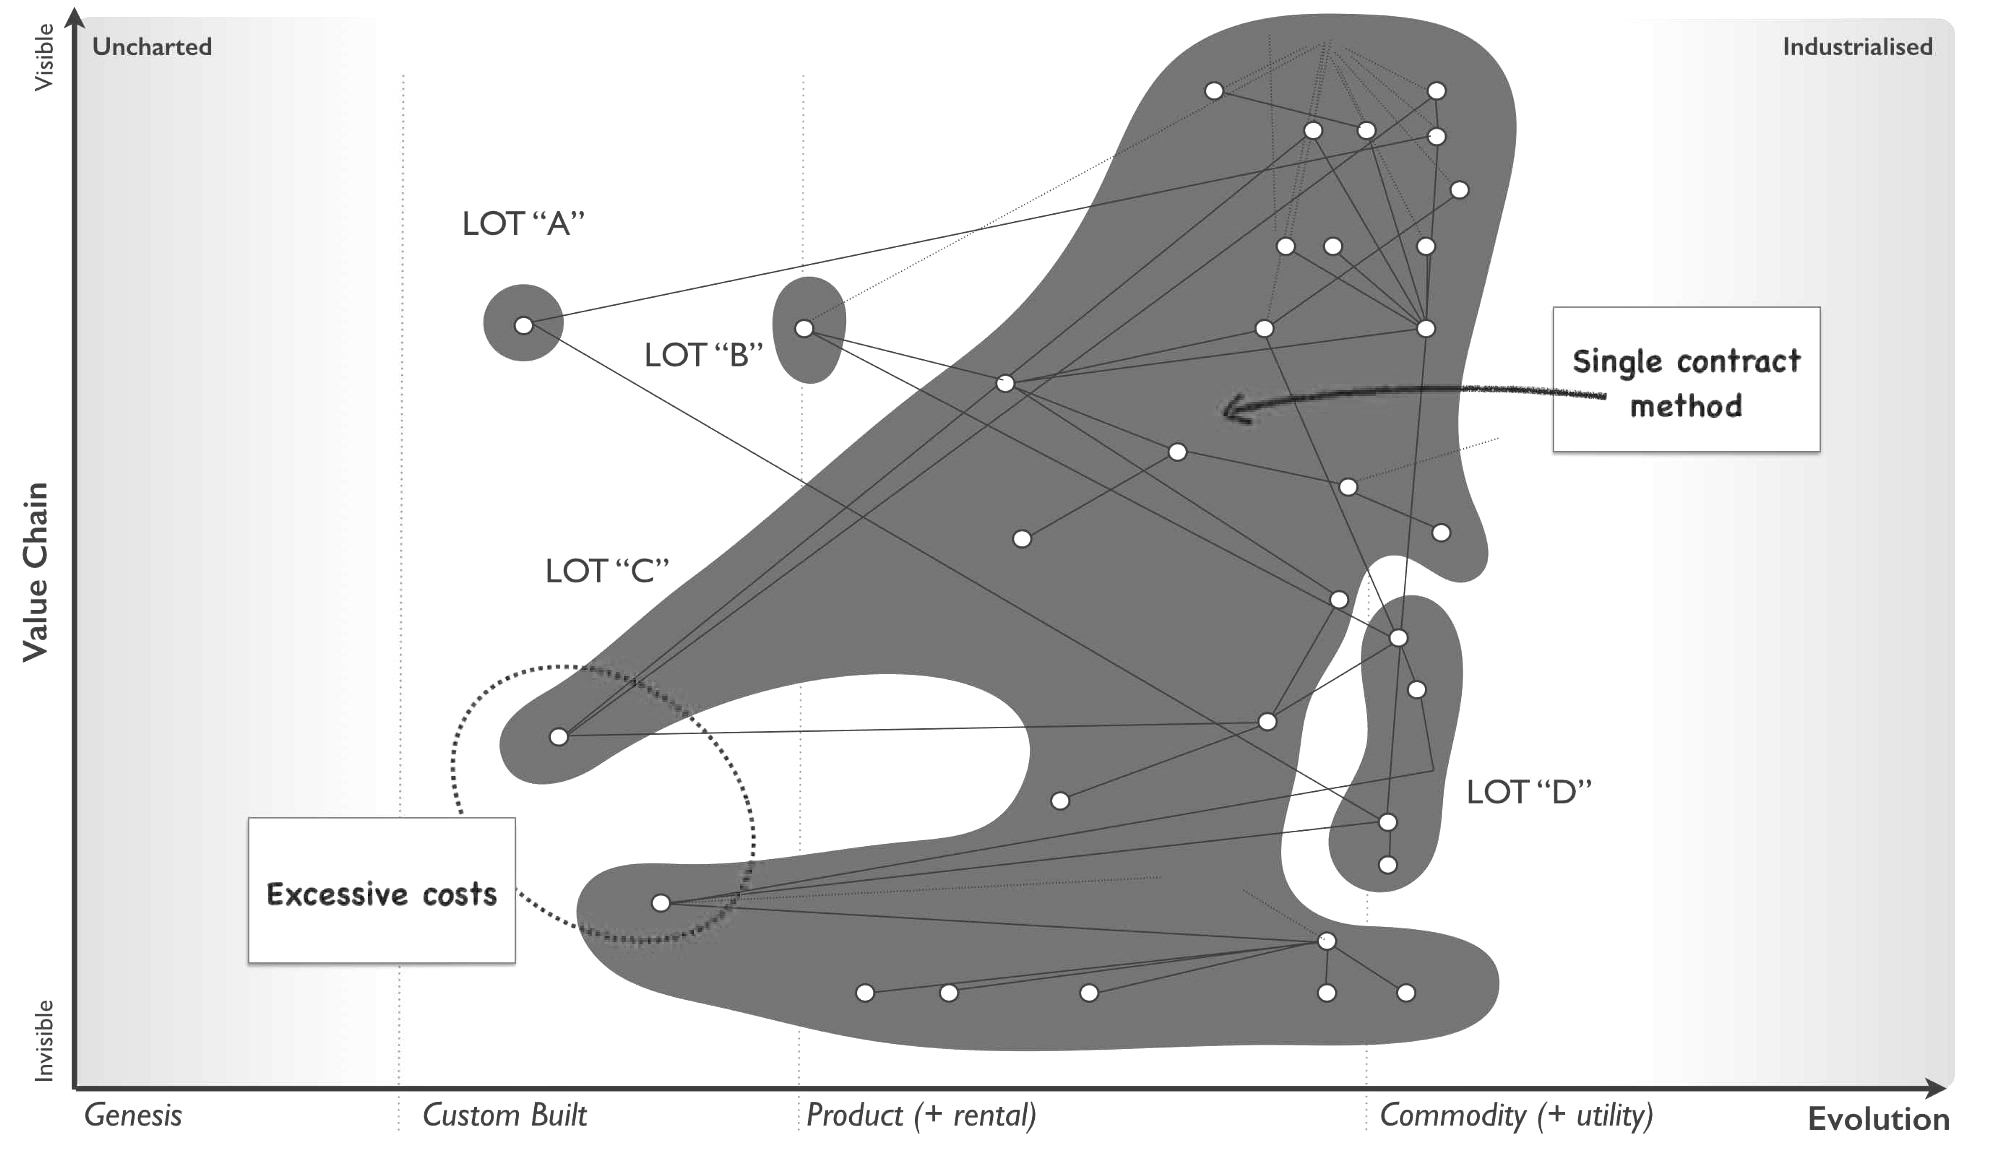 Visible
Uncharted
Industrialised
LOT “A”
LOT “B”
Single contract
method
Value Chain
LOT “C”
LOT “D”
Excessive costs
Invisible
Genesis
Custom Built
Product (+ rental)
Commodity (+ utility)
Evolution